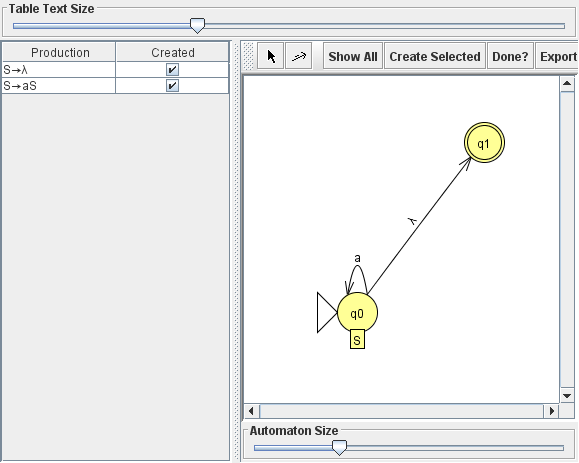 Table Text Size
Production Created
S→λ
S→aS
Show All Create Selected Done? Export
q1
λ
a
q0
S
Automaton Size